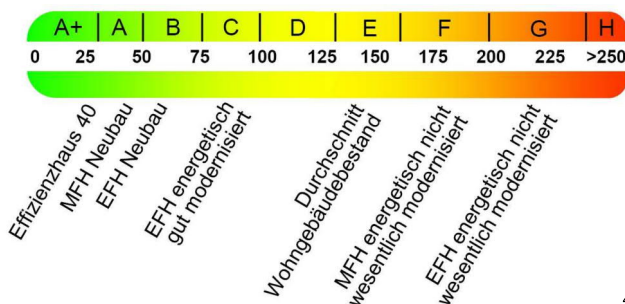 A+ A B C D E F G H
0 25 50 75 100 125 150 175 200 225 >250
Effizienzhaus 40
MFH Neubau
EFH Neubau
EFH energetisch
gut modernisiert
Durchschnitt
Wohngebäudebestand
MFH energetisch nicht
wesentlich modernisiert
EFH energetisch nicht
wesentlich modernisiert